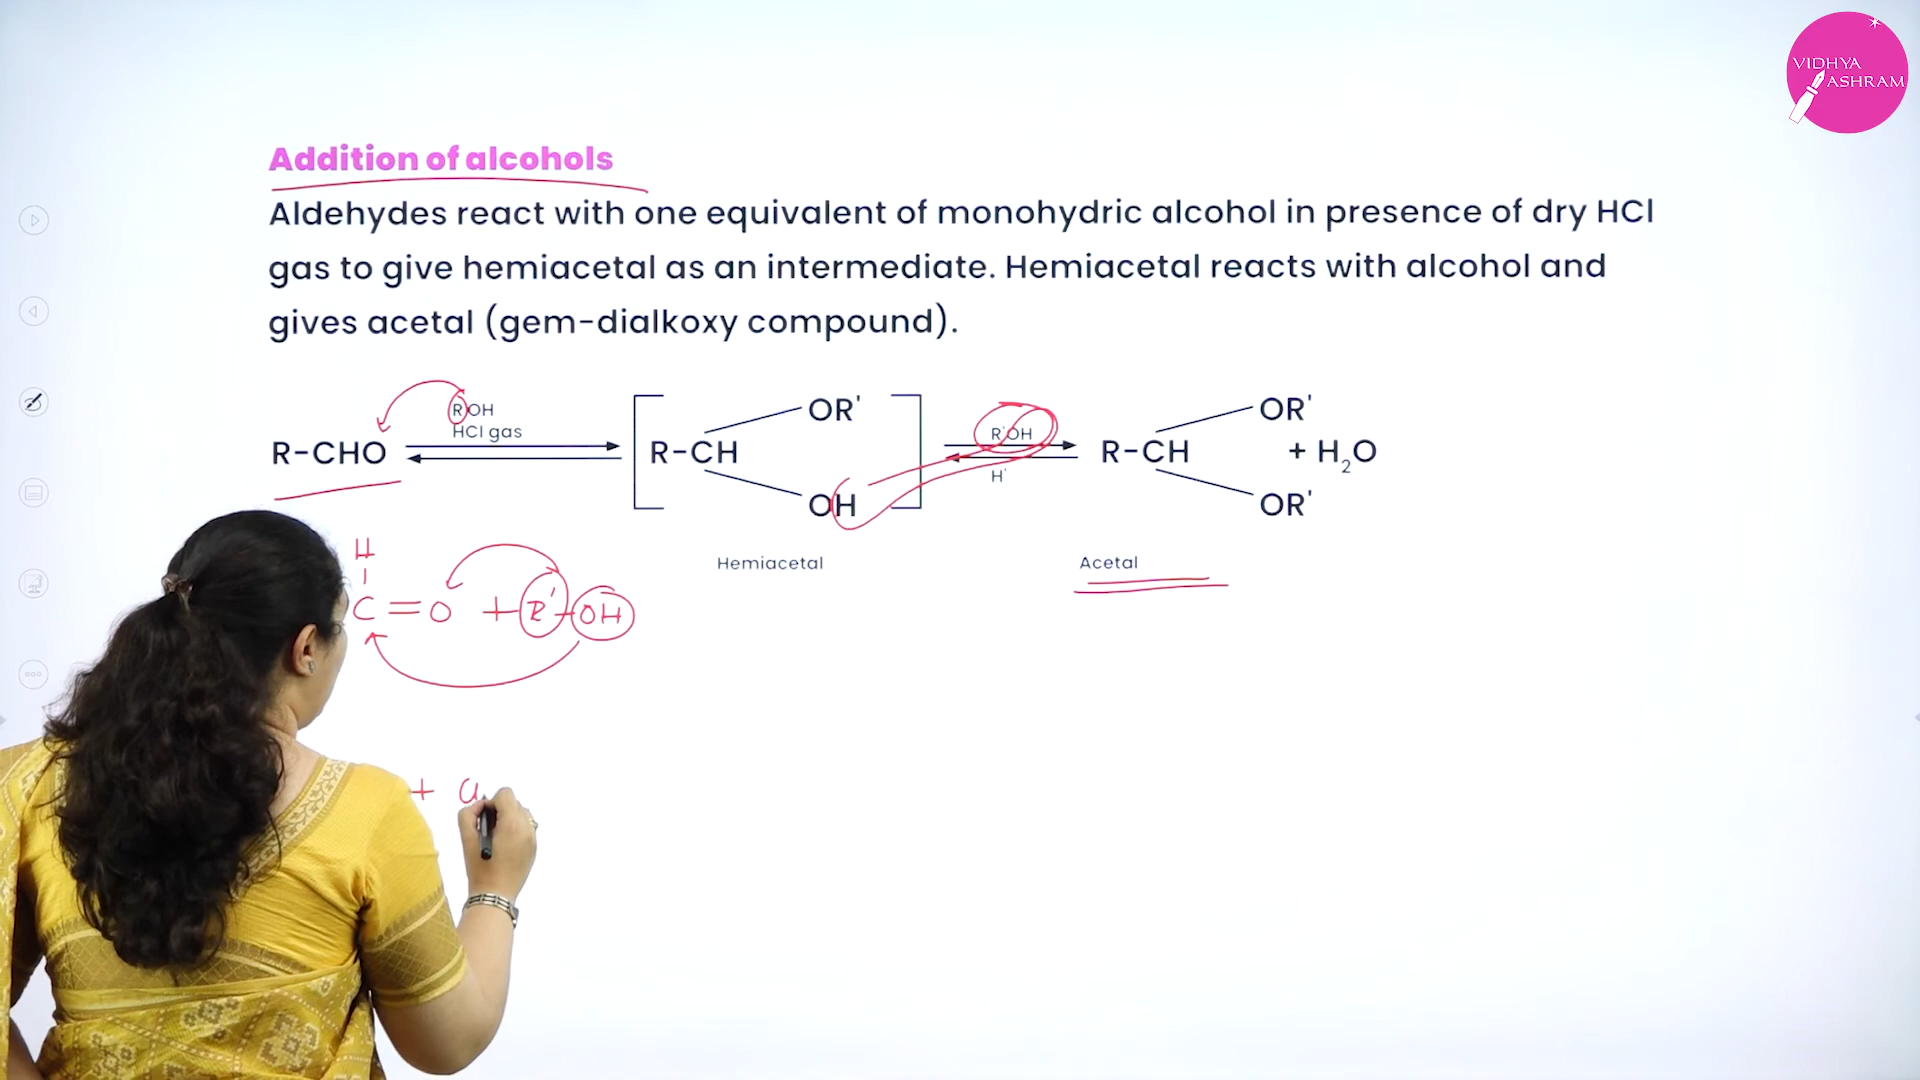 VIDHYA
ASHRAM
Addition of alcohols
Aldehydes react with one equivalent of monohydric alcohol in presence of dry HCl
gas to give hemiacetal as an intermediate. Hemiacetal reacts with alcohol and
gives acetal (gem-dialkoxy compound).
R-CHO
R'OH
HCl gas
R-CH
OR'
OH
Hemiacetal
R'OH
H⁺
R-CH
OR'
OR'
+ H₂O
Acetal
H
C = O + R' - OH
+ a